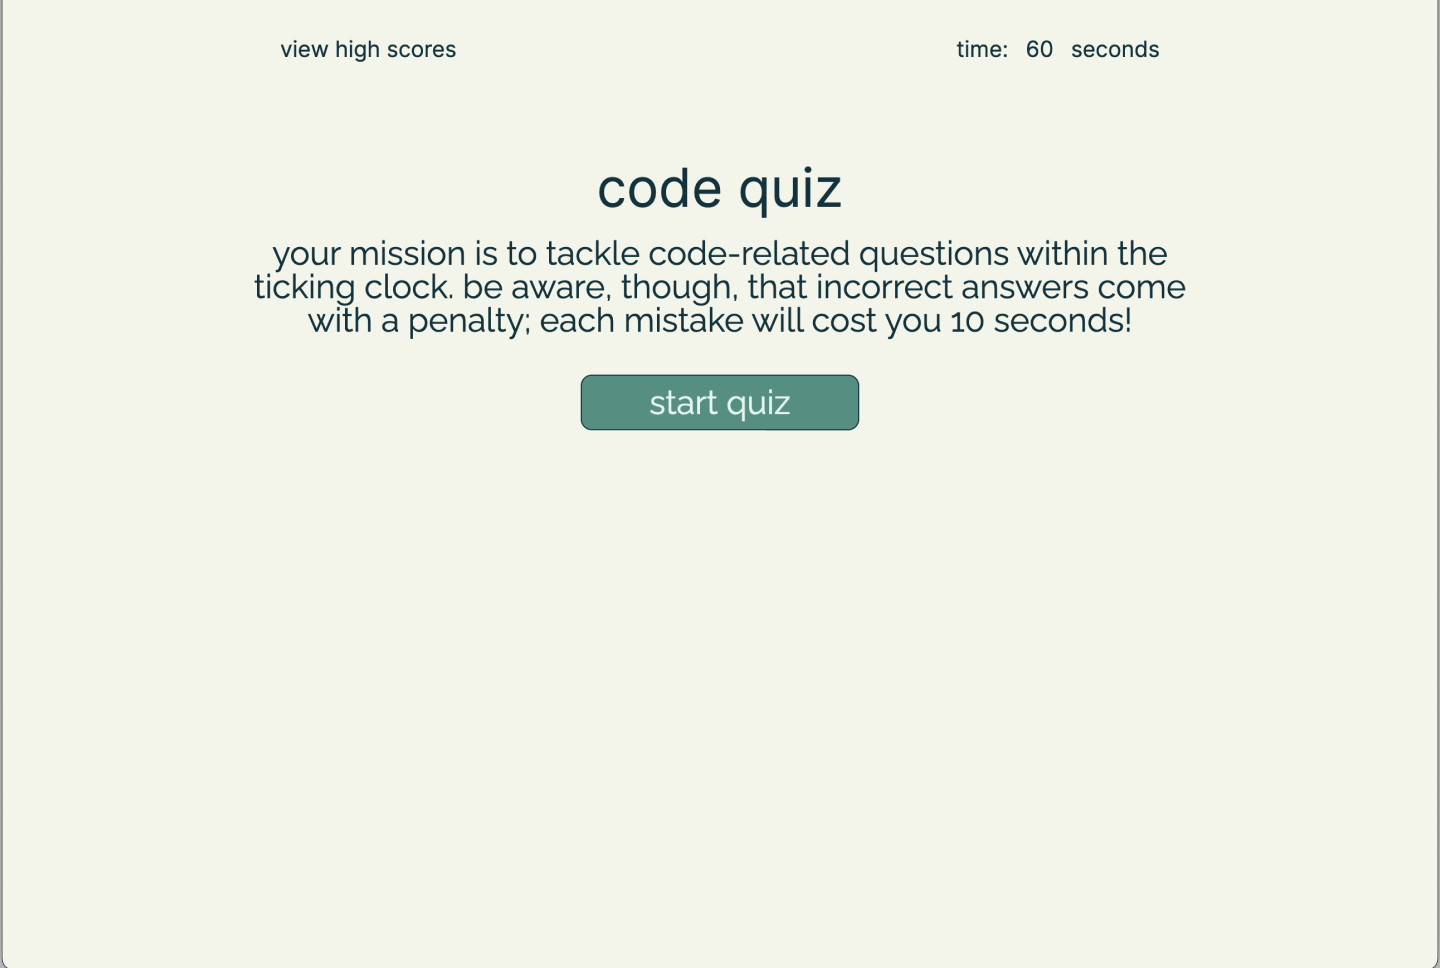 view high scores
time: 60 seconds
code quiz
your mission is to tackle code-related questions within the
ticking clock. be aware, though, that incorrect answers come
with a penalty; each mistake will cost you 10 seconds!
start quiz